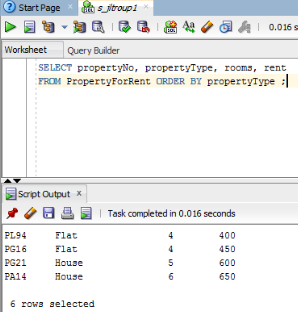 Start Page s_jltroup1
0.016 s
Worksheet Query Builder
SELECT propertyNo, propertyType, rooms, rent
FROM PropertyForRent ORDER BY propertyType ;
Script Output x
Task completed in 0.016 seconds
PL94 Flat 4 400
PG16 Flat 4 450
PG21 House 5 600
PA14 House 6 650
6 rows selected